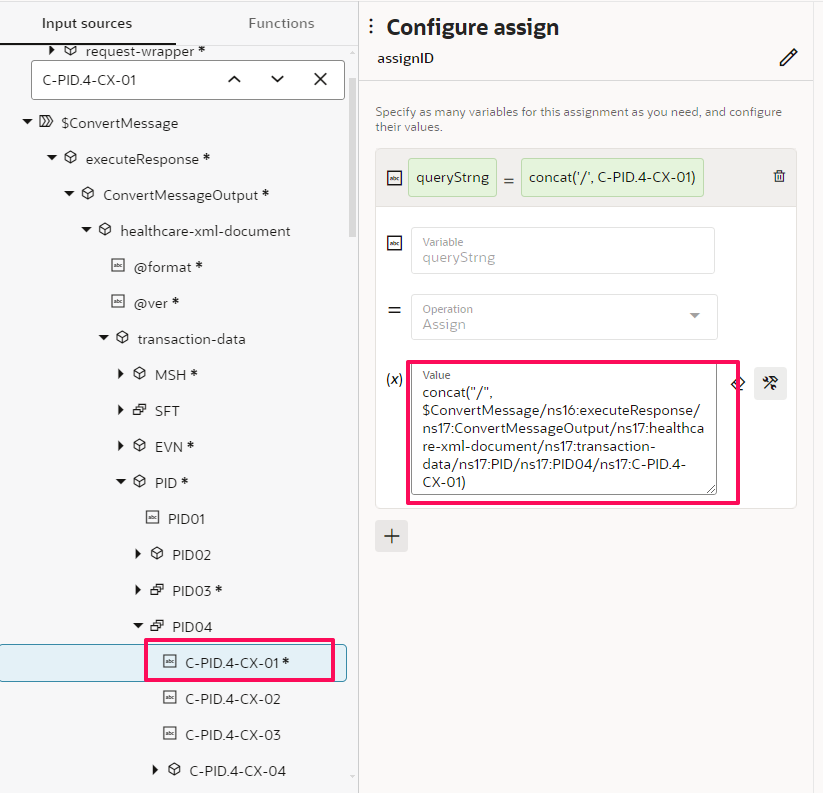 Input sources
Functions
request-wrapper *
C-PID.4-CX-01
$ConvertMessage
executeResponse *
ConvertMessageOutput *
healthcare-xml-document
abc @format *
abc @ver *
transaction-data
MSH *
SFT
EVN *
PID *
abc PID01
PID02
PID03 *
PID04
abc C-PID.4-CX-01 *
abc C-PID.4-CX-02
abc C-PID.4-CX-03
C-PID.4-CX-04
Configure assign
assignID
Specify as many variables for this assignment as you need, and configure
their values.
abc queryStrng = concat('/', C-PID.4-CX-01)
abc
Variable
queryStrng
=
Operation
Assign
(x)
Value
concat("/",
$ConvertMessage/ns16:executeResponse/
ns17:ConvertMessageOutput/ns17:healthca
re-xml-document/ns17:transaction-
data/ns17:PID/ns17:PID04/ns17:C-PID.4-
CX-01)